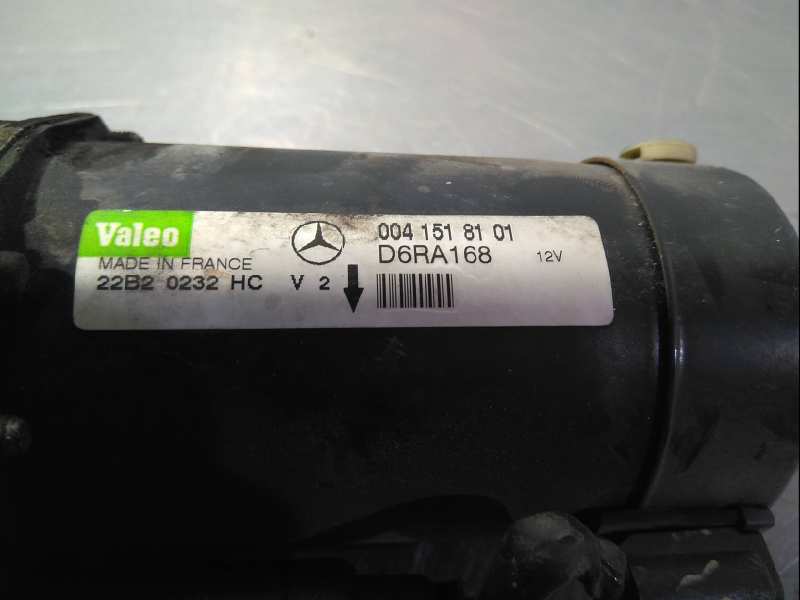 Valeo
MADE IN FRANCE
22B2 0232 HC V 2
004 151 81 01
D6RA168 12V